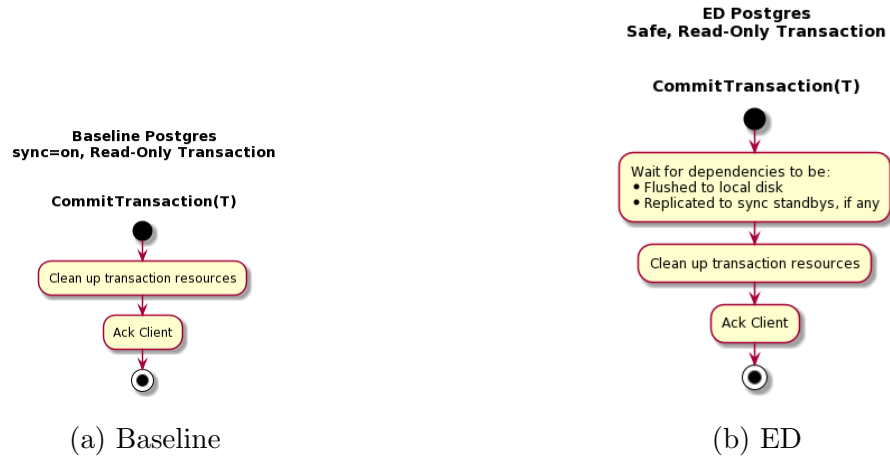 Baseline Postgres
sync=on, Read-Only Transaction
CommitTransaction(T)
Clean up transaction resources
Ack Client
(a) Baseline
ED Postgres
Safe, Read-Only Transaction
CommitTransaction(T)
Wait for dependencies to be:
• Flushed to local disk
• Replicated to sync standbys, if any
Clean up transaction resources
Ack Client
(b) ED